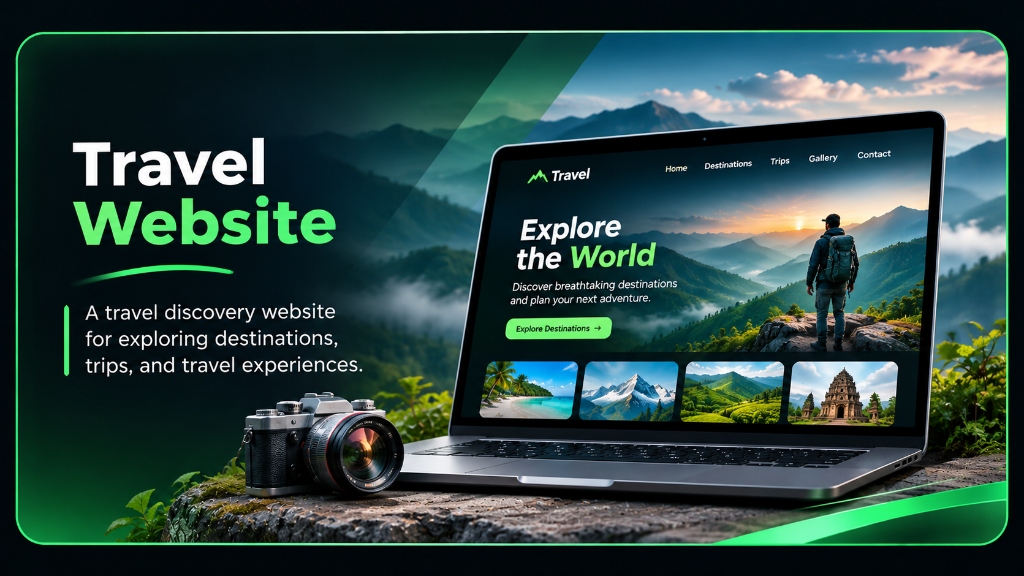 Travel
Website
A travel discovery website
for exploring destinations,
trips, and travel experiences.
Travel
Home Destinations Trips Gallery Contact
Explore
the World
Discover breathtaking destinations
and plan your next adventure.
Explore Destinations →